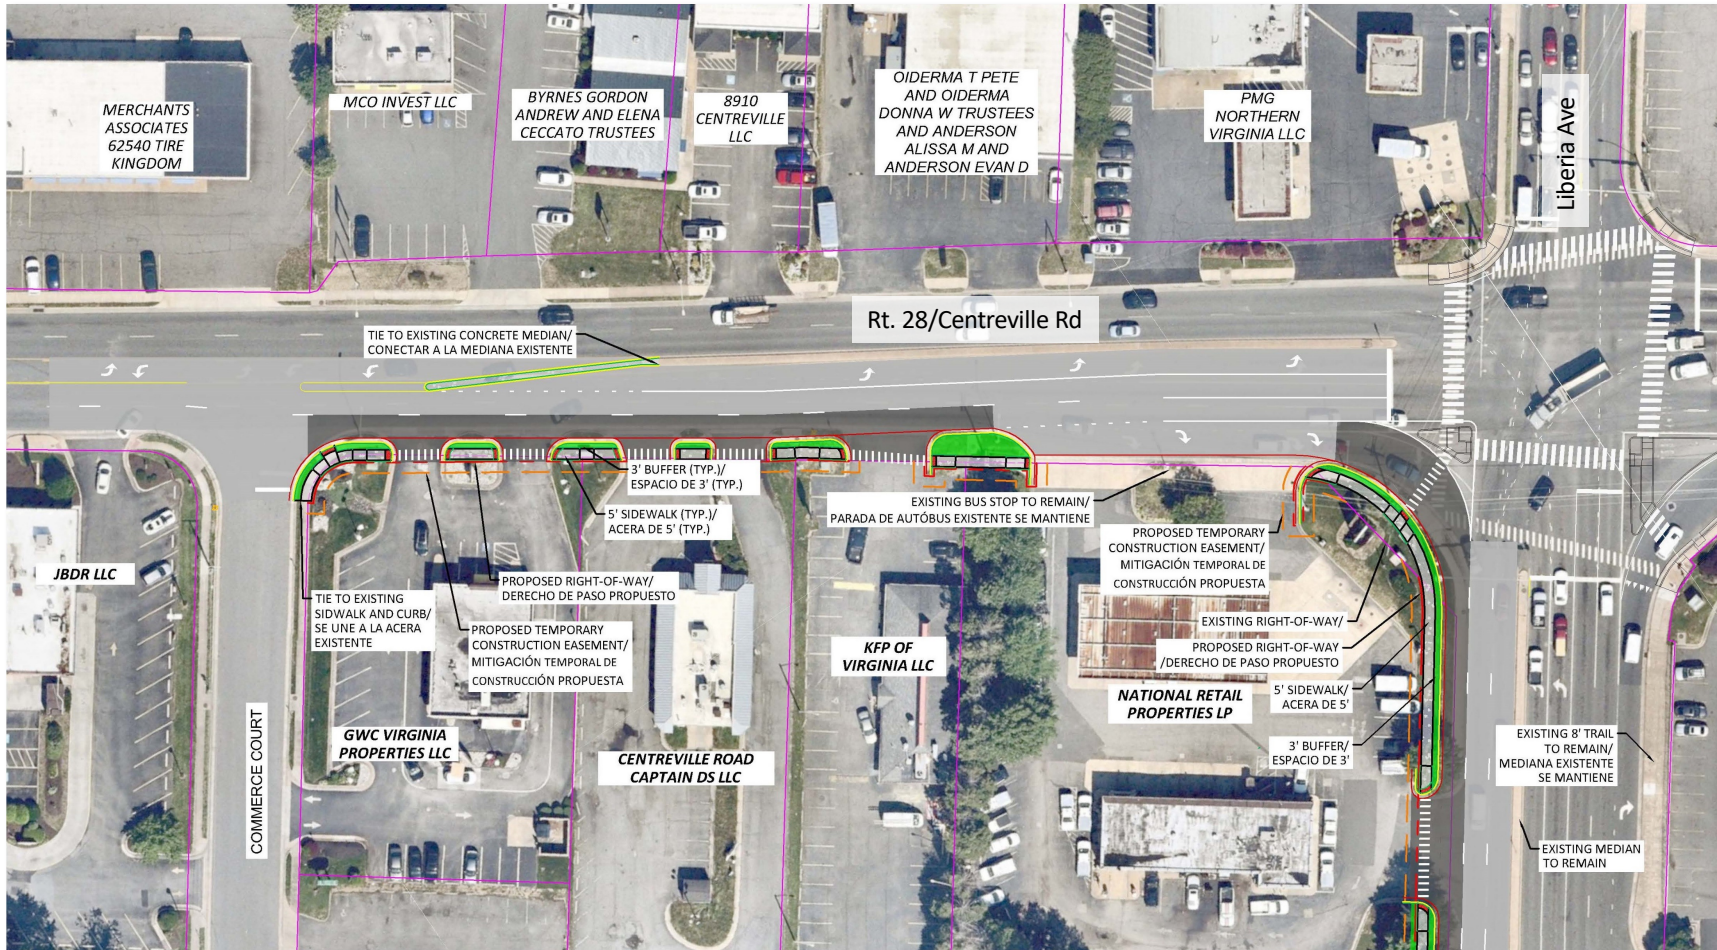 MERCHANTS
ASSOCIATES
62540 TIRE
KINGDOM
MCO INVEST LLC
BYRNES GORDON
ANDREW AND ELENA
CECCATO TRUSTEES
8910
CENTREVILLE
LLC
OIDERMA T PETE
AND OIDERMA
DONNA W TRUSTEES
AND ANDERSON
ALISSA M AND
ANDERSON EVAN D
PMG
NORTHERN
VIRGINIA LLC
Liberia Ave
Rt. 28/Centreville Rd
TIE TO EXISTING CONCRETE MEDIAN/
CONECTAR A LA MEDIANA EXISTENTE
3' BUFFER (TYP.)/
ESPACIO DE 3' (TYP.)
5' SIDEWALK (TYP.)/
ACERA DE 5' (TYP.)
EXISTING BUS STOP TO REMAIN/
PARADA DE AUTÓBUS EXISTENTE SE MANTIENE
PROPOSED TEMPORARY
CONSTRUCTION EASEMENT/
MITIGACIÓN TEMPORAL DE
CONSTRUCCIÓN PROPUESTA
JBDR LLC
TIE TO EXISTING
SIDWALK AND CURB/
SE UNE A LA ACERA
EXISTENTE
PROPOSED RIGHT-OF-WAY/
DERECHO DE PASO PROPUESTO
PROPOSED TEMPORARY
CONSTRUCTION EASEMENT/
MITIGACIÓN TEMPORAL DE
CONSTRUCCIÓN PROPUESTA
EXISTING RIGHT-OF-WAY/
PROPOSED RIGHT-OF-WAY
/DERECHO DE PASO PROPUESTO
KFP OF
VIRGINIA LLC
5' SIDEWALK/
ACERA DE 5'
NATIONAL RETAIL
PROPERTIES LP
GWC VIRGINIA
PROPERTIES LLC
CENTREVILLE ROAD
CAPTAIN DS LLC
3' BUFFER/
ESPACIO DE 3'
EXISTING 8' TRAIL
TO REMAIN/
MEDIANA EXISTENTE
SE MANTIENE
COMMERCE COURT
EXISTING MEDIAN
TO REMAIN